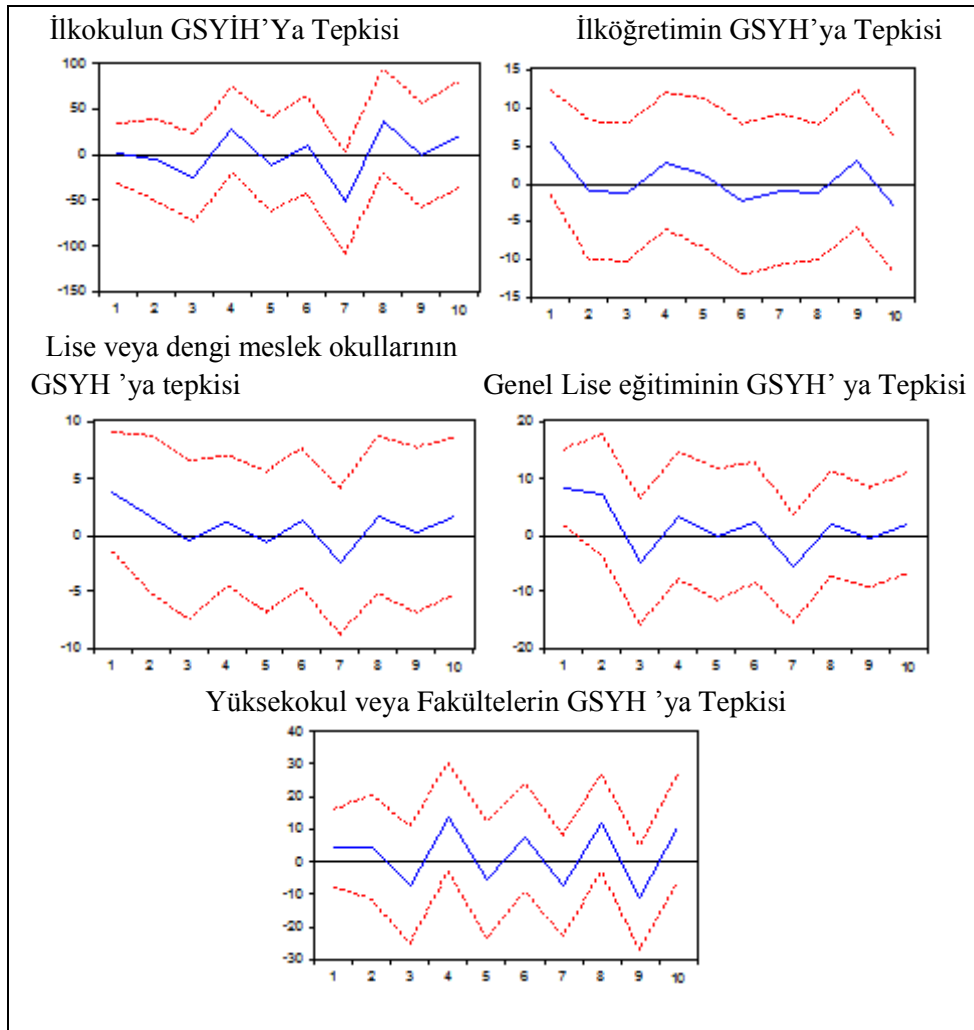 İlkokulun GSYİH’Ya Tepkisi
İlköğretimin GSYH’ya Tepkisi
100
50
0
-50
-100
-150
1 2 3 4 5 6 7 8 9 10
15
10
5
0
-5
-10
-15
1 2 3 4 5 6 7 8 9 10
Lise veya dengi meslek okullarının
GSYH ’ya tepkisi
Genel Lise eğitiminin GSYH’ ya Tepkisi
10
5
0
-5
-10
1 2 3 4 5 6 7 8 9 10
20
10
0
-10
-20
1 2 3 4 5 6 7 8 9 10
Yüksekokul veya Fakültelerin GSYH ’ya Tepkisi
40
30
20
10
0
-10
-20
-30
1 2 3 4 5 6 7 8 9 10